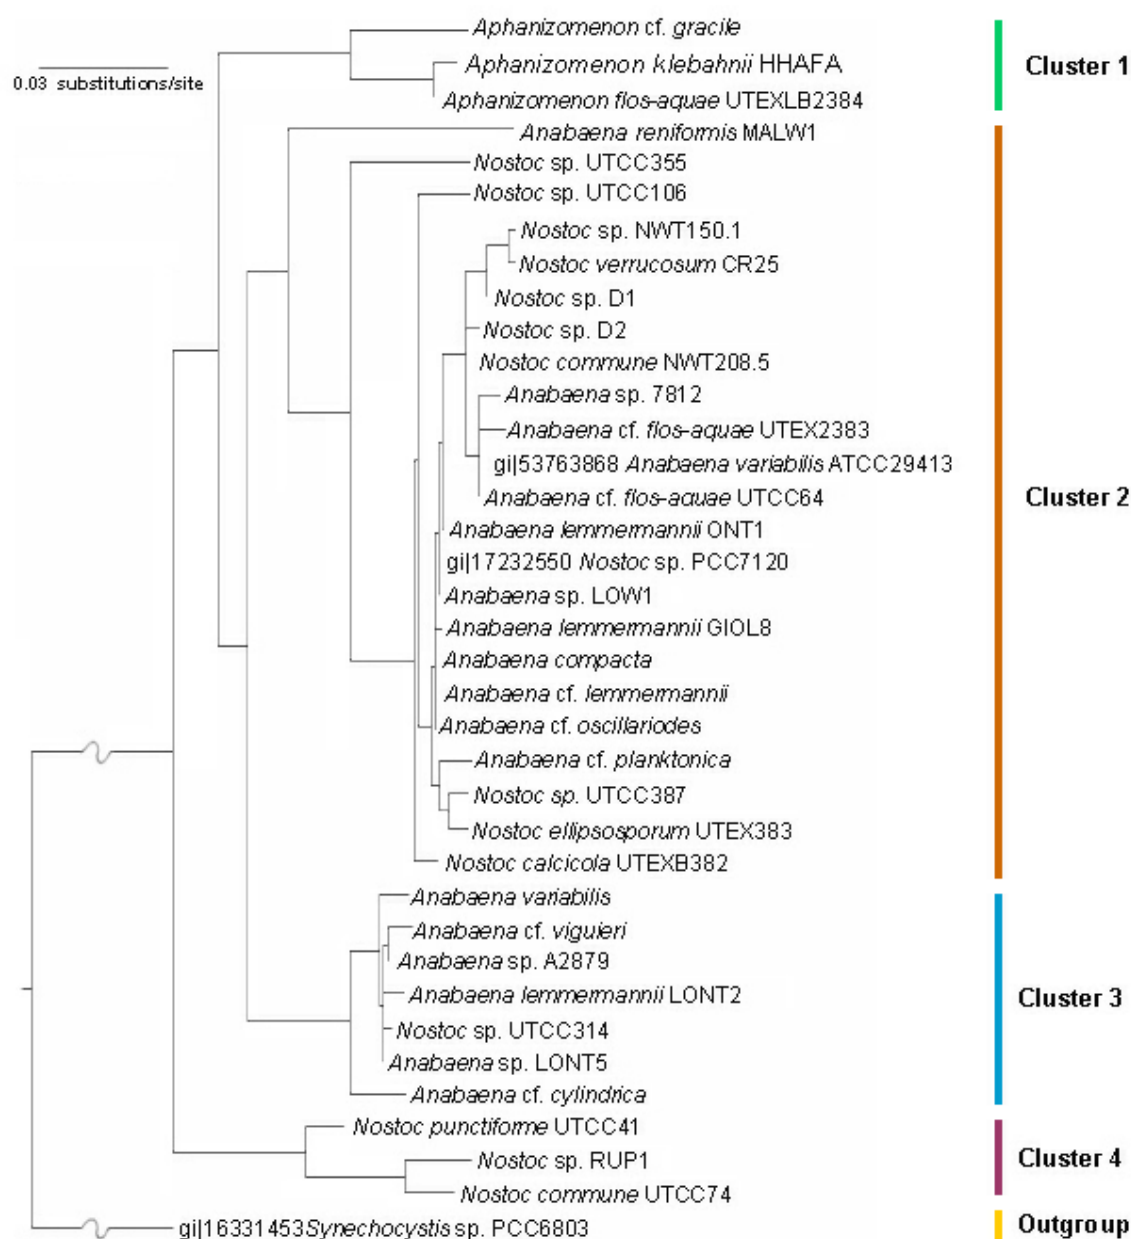 Aphanizomenon cf. gracile
Aphanizomenon klebahnii HHAFA
Cluster 1
0.03 substitutions/site
Aphanizomenon flos-aquae UTEXLB2384
Anabaena reniformis MALW1
Nostoc sp. UTCC355
Nostoc sp. UTCC106
Nostoc sp. NWT150.1
Nostoc verrucosum CR25
Nostoc sp. D1
Nostoc sp. D2
Nostoc commune NWT208.5
Anabaena sp. 7812
Anabaena cf. flos-aquae UTEX2383
gi|53763868 Anabaena variabilis ATCC29413
Anabaena cf. flos-aquae UTCC64
Cluster 2
Anabaena lemmermannii ONT1
gi|17232550 Nostoc sp. PCC7120
Anabaena sp. LOW1
Anabaena lemmermannii GIOL8
Anabaena compacta
Anabaena cf. lemmermannii
Anabaena cf. oscillariodes
Anabaena cf. planktonica
Nostoc sp. UTCC387
Nostoc ellipsosporum UTEX383
Nostoc calcicola UTEXB382
Anabaena variabilis
Anabaena cf. viguieri
Anabaena sp. A2879
Anabaena lemmermannii LONT2
Cluster 3
Nostoc sp. UTCC314
Anabaena sp. LONT5
Anabaena cf. cylindrica
Nostoc punctiforme UTCC41
Nostoc sp. RUP1
Cluster 4
Nostoc commune UTCC74
gi|16331453Synechocystis sp. PCC6803
Outgroup